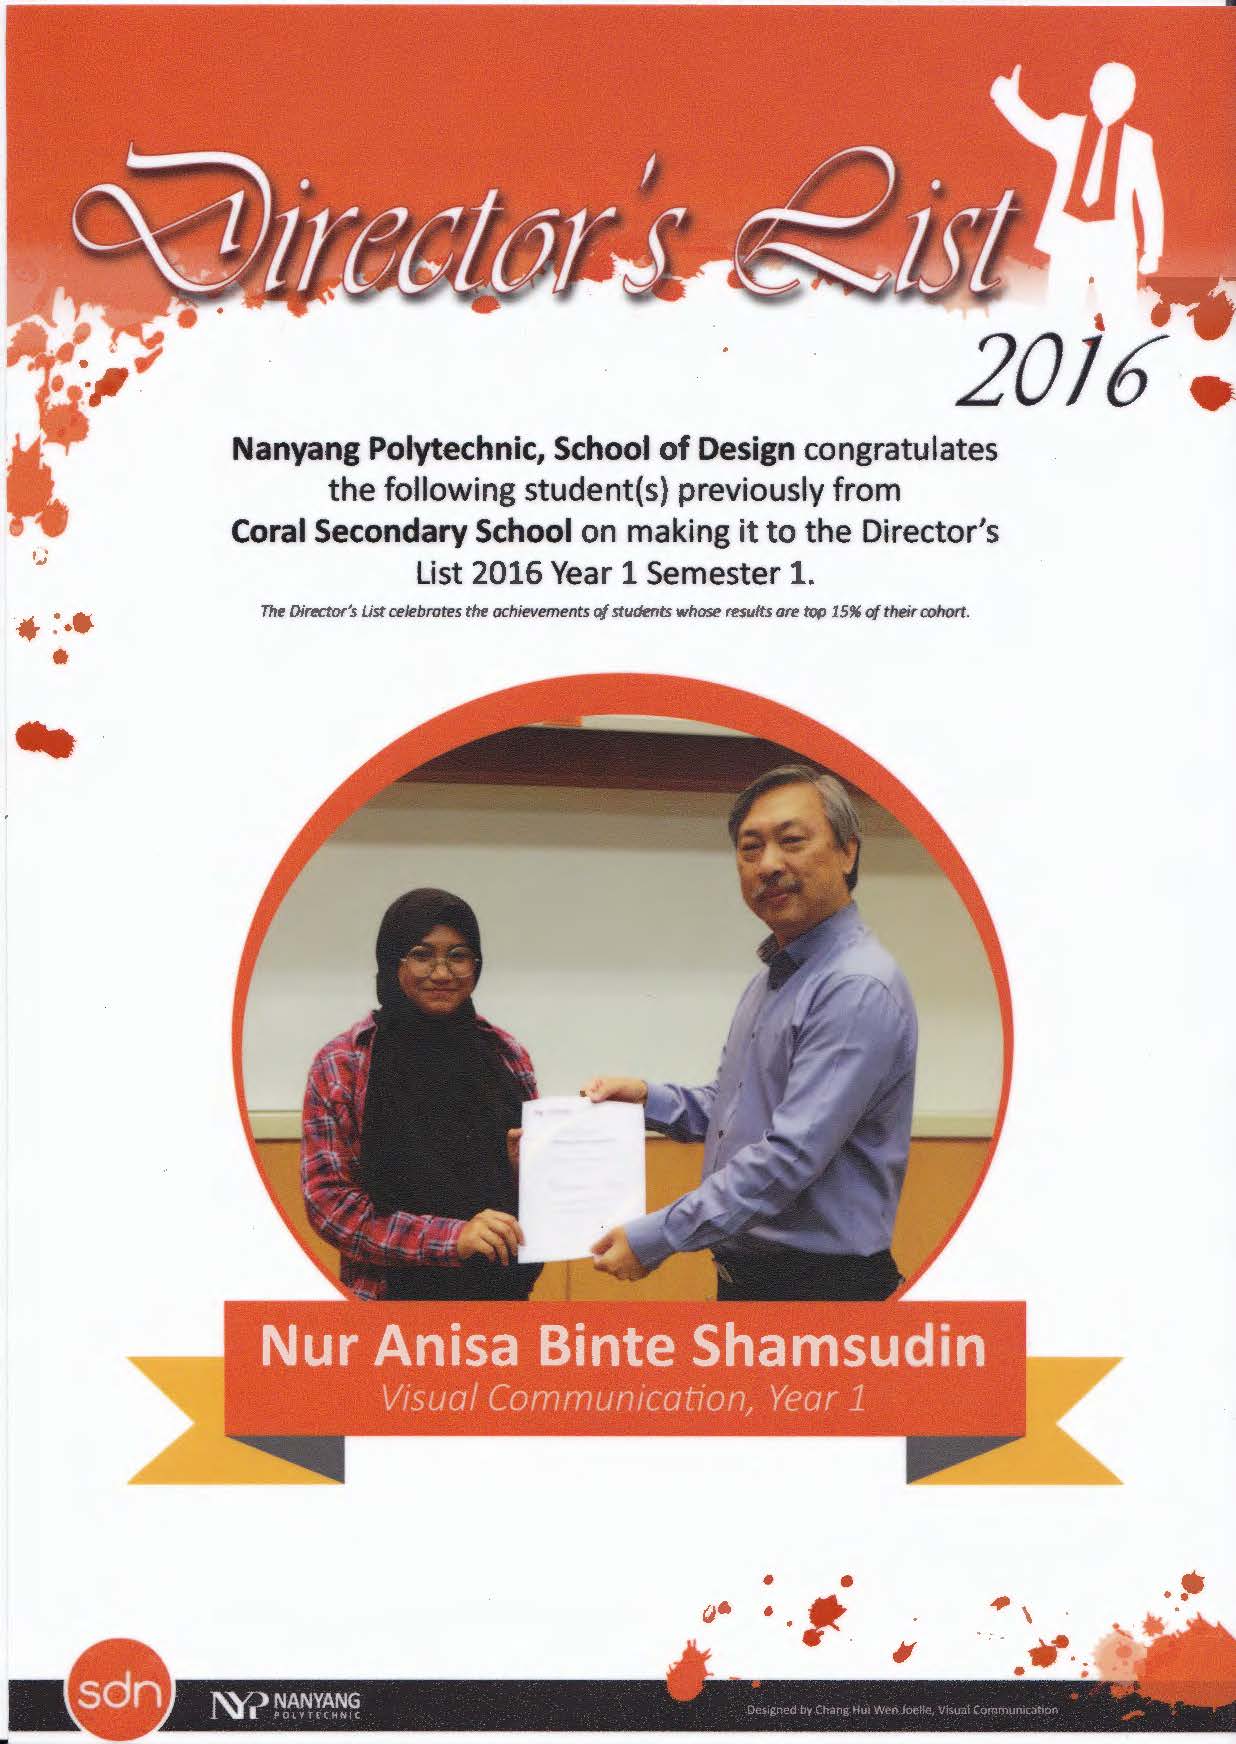 Director's List
2016
Nanyang Polytechnic, School of Design congratulates
the following student(s) previously from
Coral Secondary School on making it to the Director's
List 2016 Year 1 Semester 1.
The Director's List celebrates the achievements of students whose results are top 15% of their cohort.
Nur Anisa Binte Shamsudin
Visual Communication, Year 1
sdn
NYP NANYANG
POLYTECHNIC
Designed by Chang Hui Wen Joelle, Visual Communication